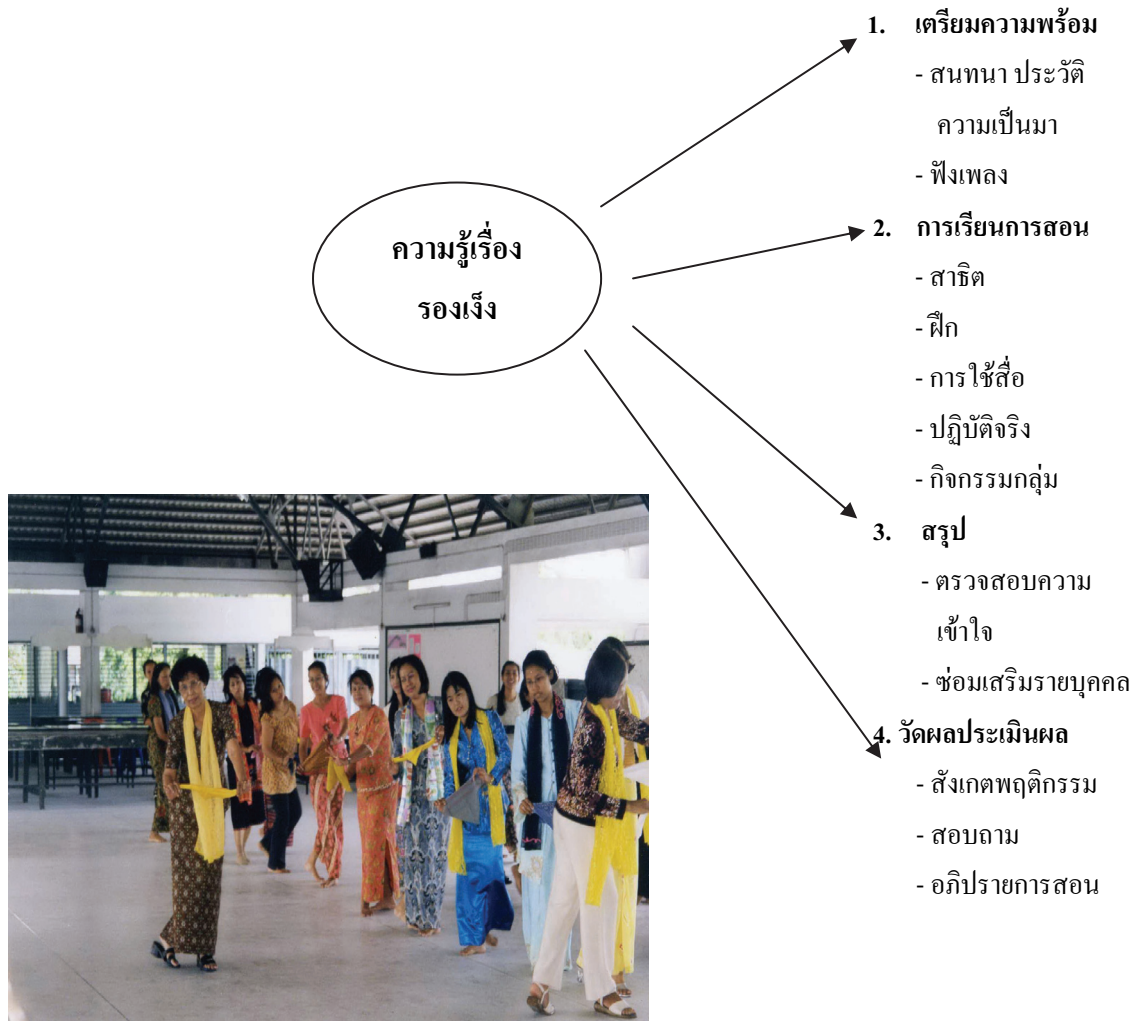 ความรู้เรื่อง
รองเง็ง
1. เตรียมความพร้อม
- สนทนา ประวัติ
ความเป็นมา
- ฟังเพลง
2. การเรียนการสอน
- สาธิต
- ฝึก
- การใช้สื่อ
- ปฏิบัติจริง
- กิจกรรมกลุ่ม
3. สรุป
- ตรวจสอบความ
เข้าใจ
- ซ่อมเสริมรายบุคคล
4. วัดผลประเมินผล
- สังเกตพฤติกรรม
- สอบถาม
- อภิปรายการสอน